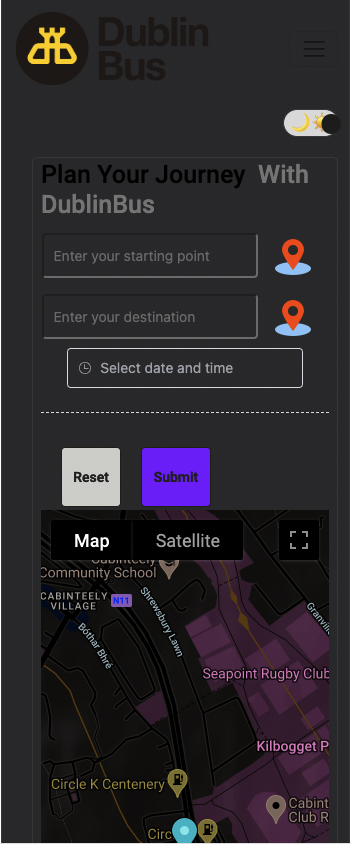 Dublin
Bus
Plan Your Journey With
DublinBus
Enter your starting point
Enter your destination
Select date and time
Reset
Submit
Map
Satellite
Cabinteely
Community School
CABINTEELY
VILLAGE
N11
Bóthar Bhré
Shrewsbury Lawn
Seapoint Rugby Club
Kilbogget P
Circle K Centenery
Cabint
Club R
Circ